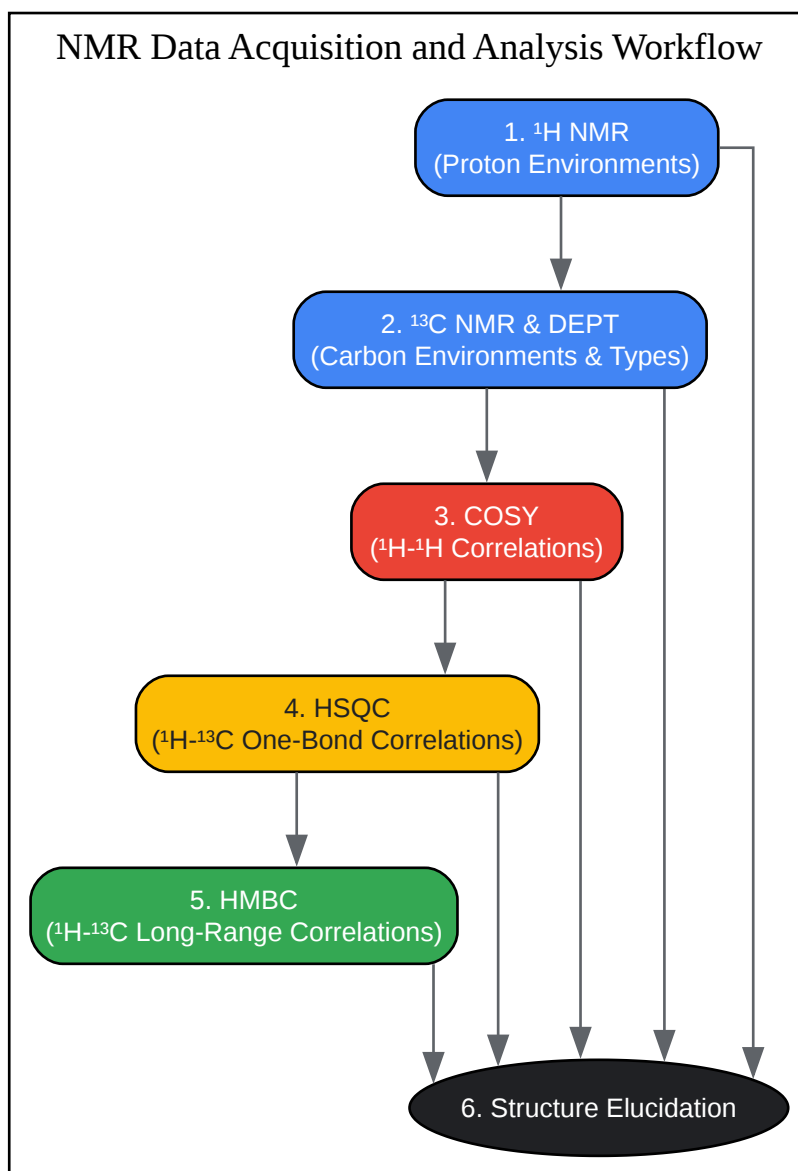 NMR Data Acquisition and Analysis Workflow
1. ¹H NMR
(Proton Environments)
2. ¹³C NMR & DEPT
(Carbon Environments & Types)
3. COSY
(¹H-¹H Correlations)
4. HSQC
(¹H-¹³C One-Bond Correlations)
5. HMBC
(¹H-¹³C Long-Range Correlations)
6. Structure Elucidation